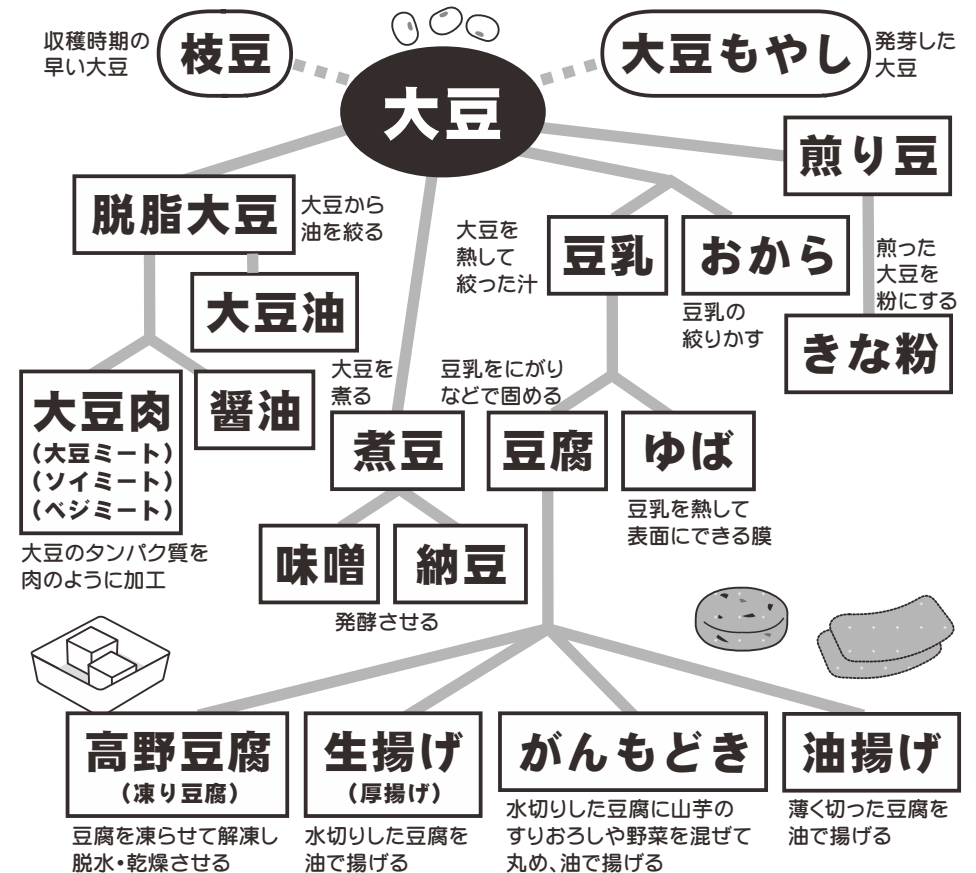 収穫時期の
早い大豆
枝豆
大豆
大豆もやし
発芽した
大豆
煎り豆
脱脂大豆
大豆から
油を絞る
大豆を
熱して
絞った汁
豆乳
おから
煎った
大豆を
粉にする
大豆油
豆乳の
絞りかす
きな粉
大豆肉
(大豆ミート)
(ソイミート)
(ベジミート)
醤油
大豆を
煮る
豆乳をにがり
などで固める
煮豆
豆腐
ゆば
大豆のタンパク質を
肉のように加工
豆乳を熱して
表面にできる膜
味噌
納豆
発酵させる
高野豆腐
(凍り豆腐)
生揚げ
(厚揚げ)
がんもどき
油揚げ
豆腐を凍らせて解凍し
脱水・乾燥させる
水切りした豆腐を
油で揚げる
水切りした豆腐に山芋の
すりおろしや野菜を混ぜて
丸め、油で揚げる
薄く切った豆腐を
油で揚げる